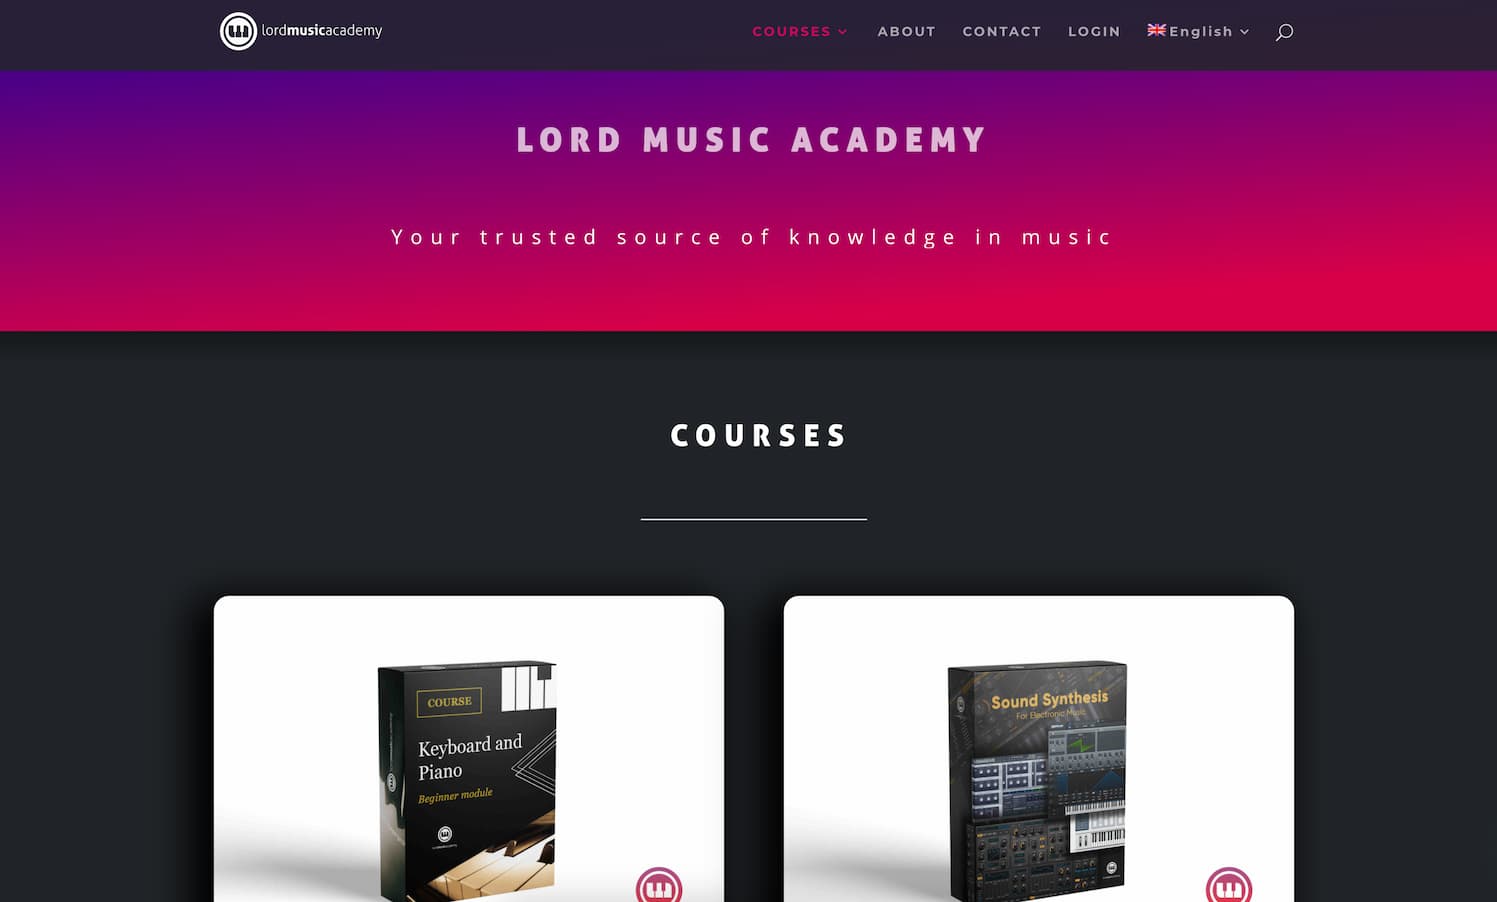 lordmusicacademy
COURSES
ABOUT
CONTACT
LOGIN
English
LORD MUSIC ACADEMY
Your trusted source of knowledge in music
COURSES
COURSE
Keyboard and
Piano
Beginner module
Sound Synthesis
For Electronic Music